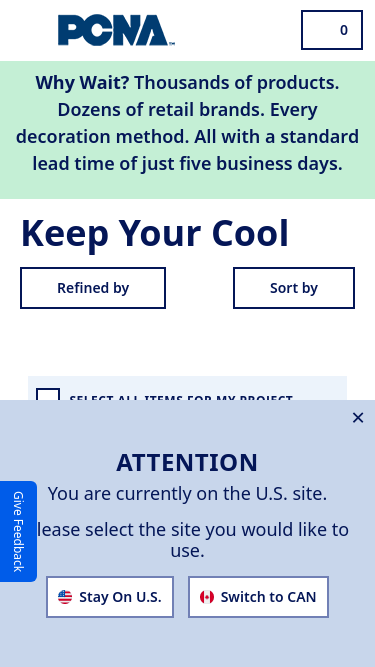 PCNA
0
Why Wait? Thousands of products.
Dozens of retail brands. Every
decoration method. All with a standard
lead time of just five business days.
Keep Your Cool
Refined by
Sort by
SELECT ALL ITEMS FOR MY PROJECT
×
ATTENTION
You are currently on the U.S. site.
lease select the site you would like to
use.
Give Feedback
Stay On U.S.
Switch to CAN